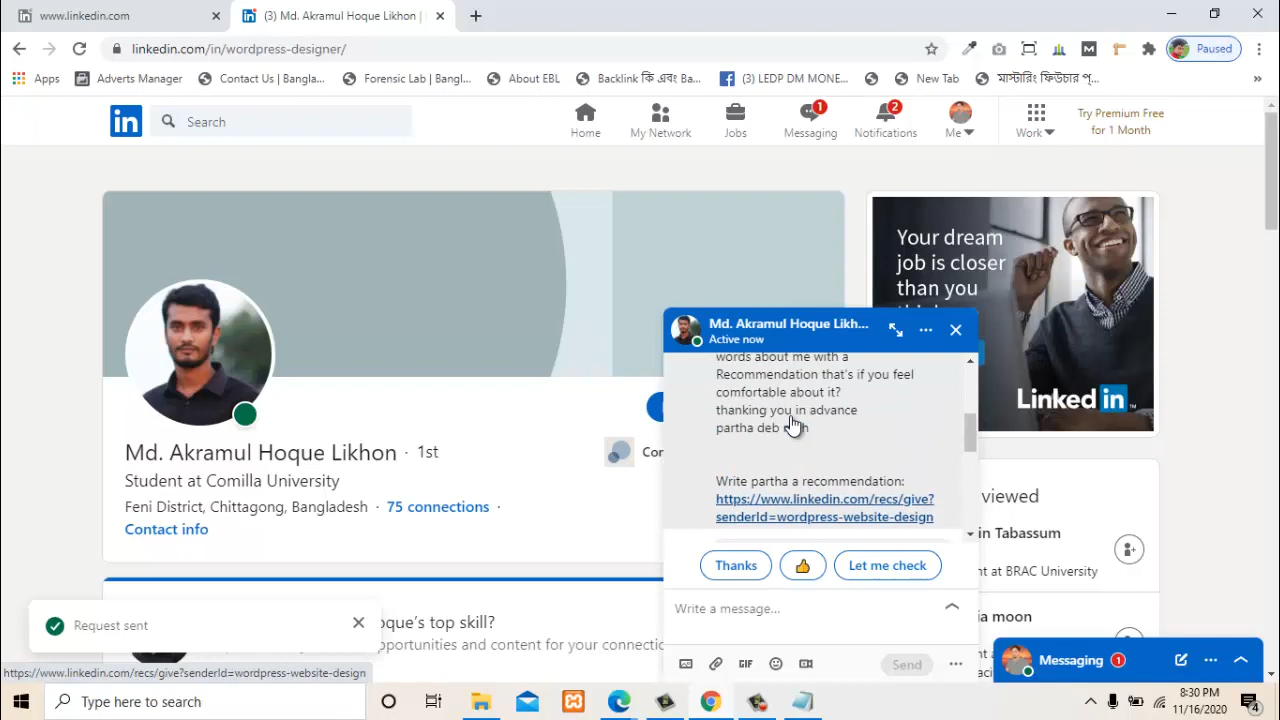 www.linkedin.com
(3) Md. Akramul Hoque Likhon |
linkedin.com/in/wordpress-designer/
Paused
Apps
Adverts Manager
Contact Us | Bangla...
Forensic Lab | Bangl...
About EBL
Backlink কি এবং Ba...
(3) LEDP DM MONE...
New Tab
মাস্টারিং ফিউচার প্...
»
in
Search
Home
My Network
Jobs
1
Messaging
2
Notifications
Me
Work
Try Premium Free
for 1 Month
Your dream
job is closer
than you
Linked in
Md. Akramul Hoque Likhon · 1st
Student at Comilla University
Feni District, Chittagong, Bangladesh · 75 connections ·
Contact info
Md. Akramul Hoque Likh...
Active now
words about me with a
Recommendation that's if you feel
comfortable about it?
thanking you in advance
partha deb
Write partha a recommendation:
https://www.linkedin.com/recs/give?
senderId=wordpress-website-design
Thanks
Let me check
Write a message...
GIF
Send
viewed
in Tabassum
nt at BRAC University
ia moon
oque's top skill?
opportunities and content for your connectio
Request sent
https://www.linkedin.com/recs/give?senderId=wordpress-website-design
Messaging 1
Type here to search
8:30 PM
11/16/2020
4